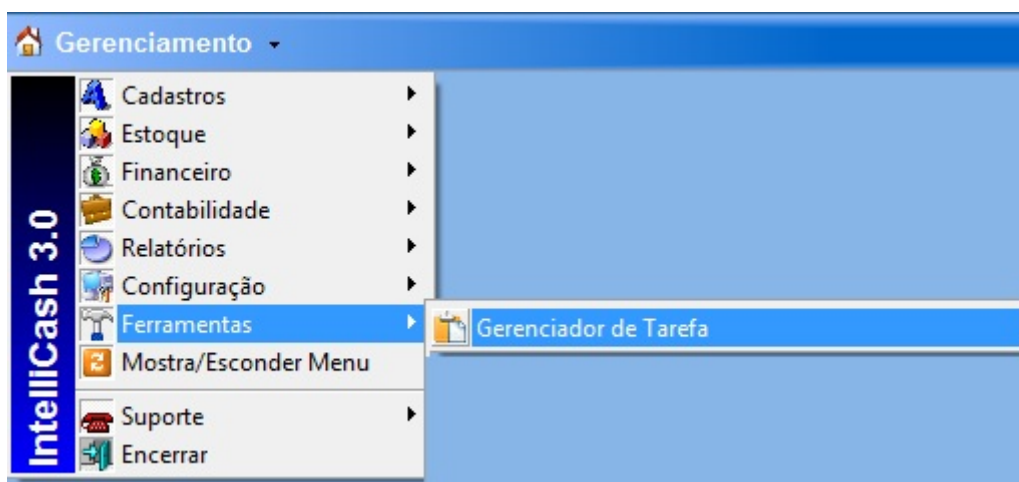 Gerenciamento
IntelliCash 3.0
Cadastros
Estoque
Financeiro
Contabilidade
Relatórios
Configuração
Ferramentas
Gerenciador de Tarefa
Mostra/Esconder Menu
Suporte
Encerrar